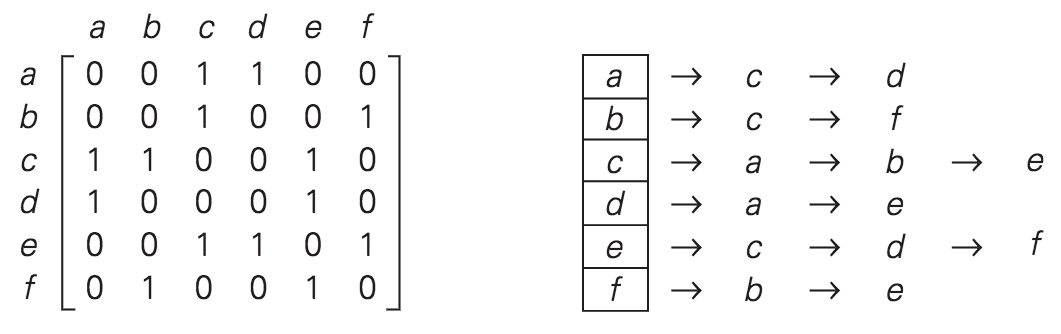 a b c d e f
a 0 0 1 1 0 0
b 0 0 1 0 0 1
c 1 1 0 0 1 0
d 1 0 0 0 1 0
e 0 0 1 1 0 1
f 0 1 0 0 1 0
a → c → d
b → c → f
c → a → b → e
d → a → e
e → c → d → f
f → b → e